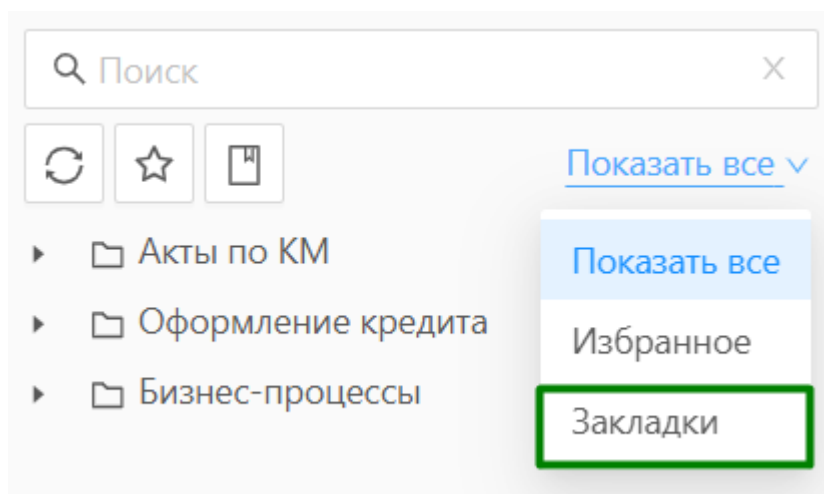 Поиск
Показать все
Акты по КМ
Оформление кредита
Бизнес-процессы
Показать все
Избранное
Закладки